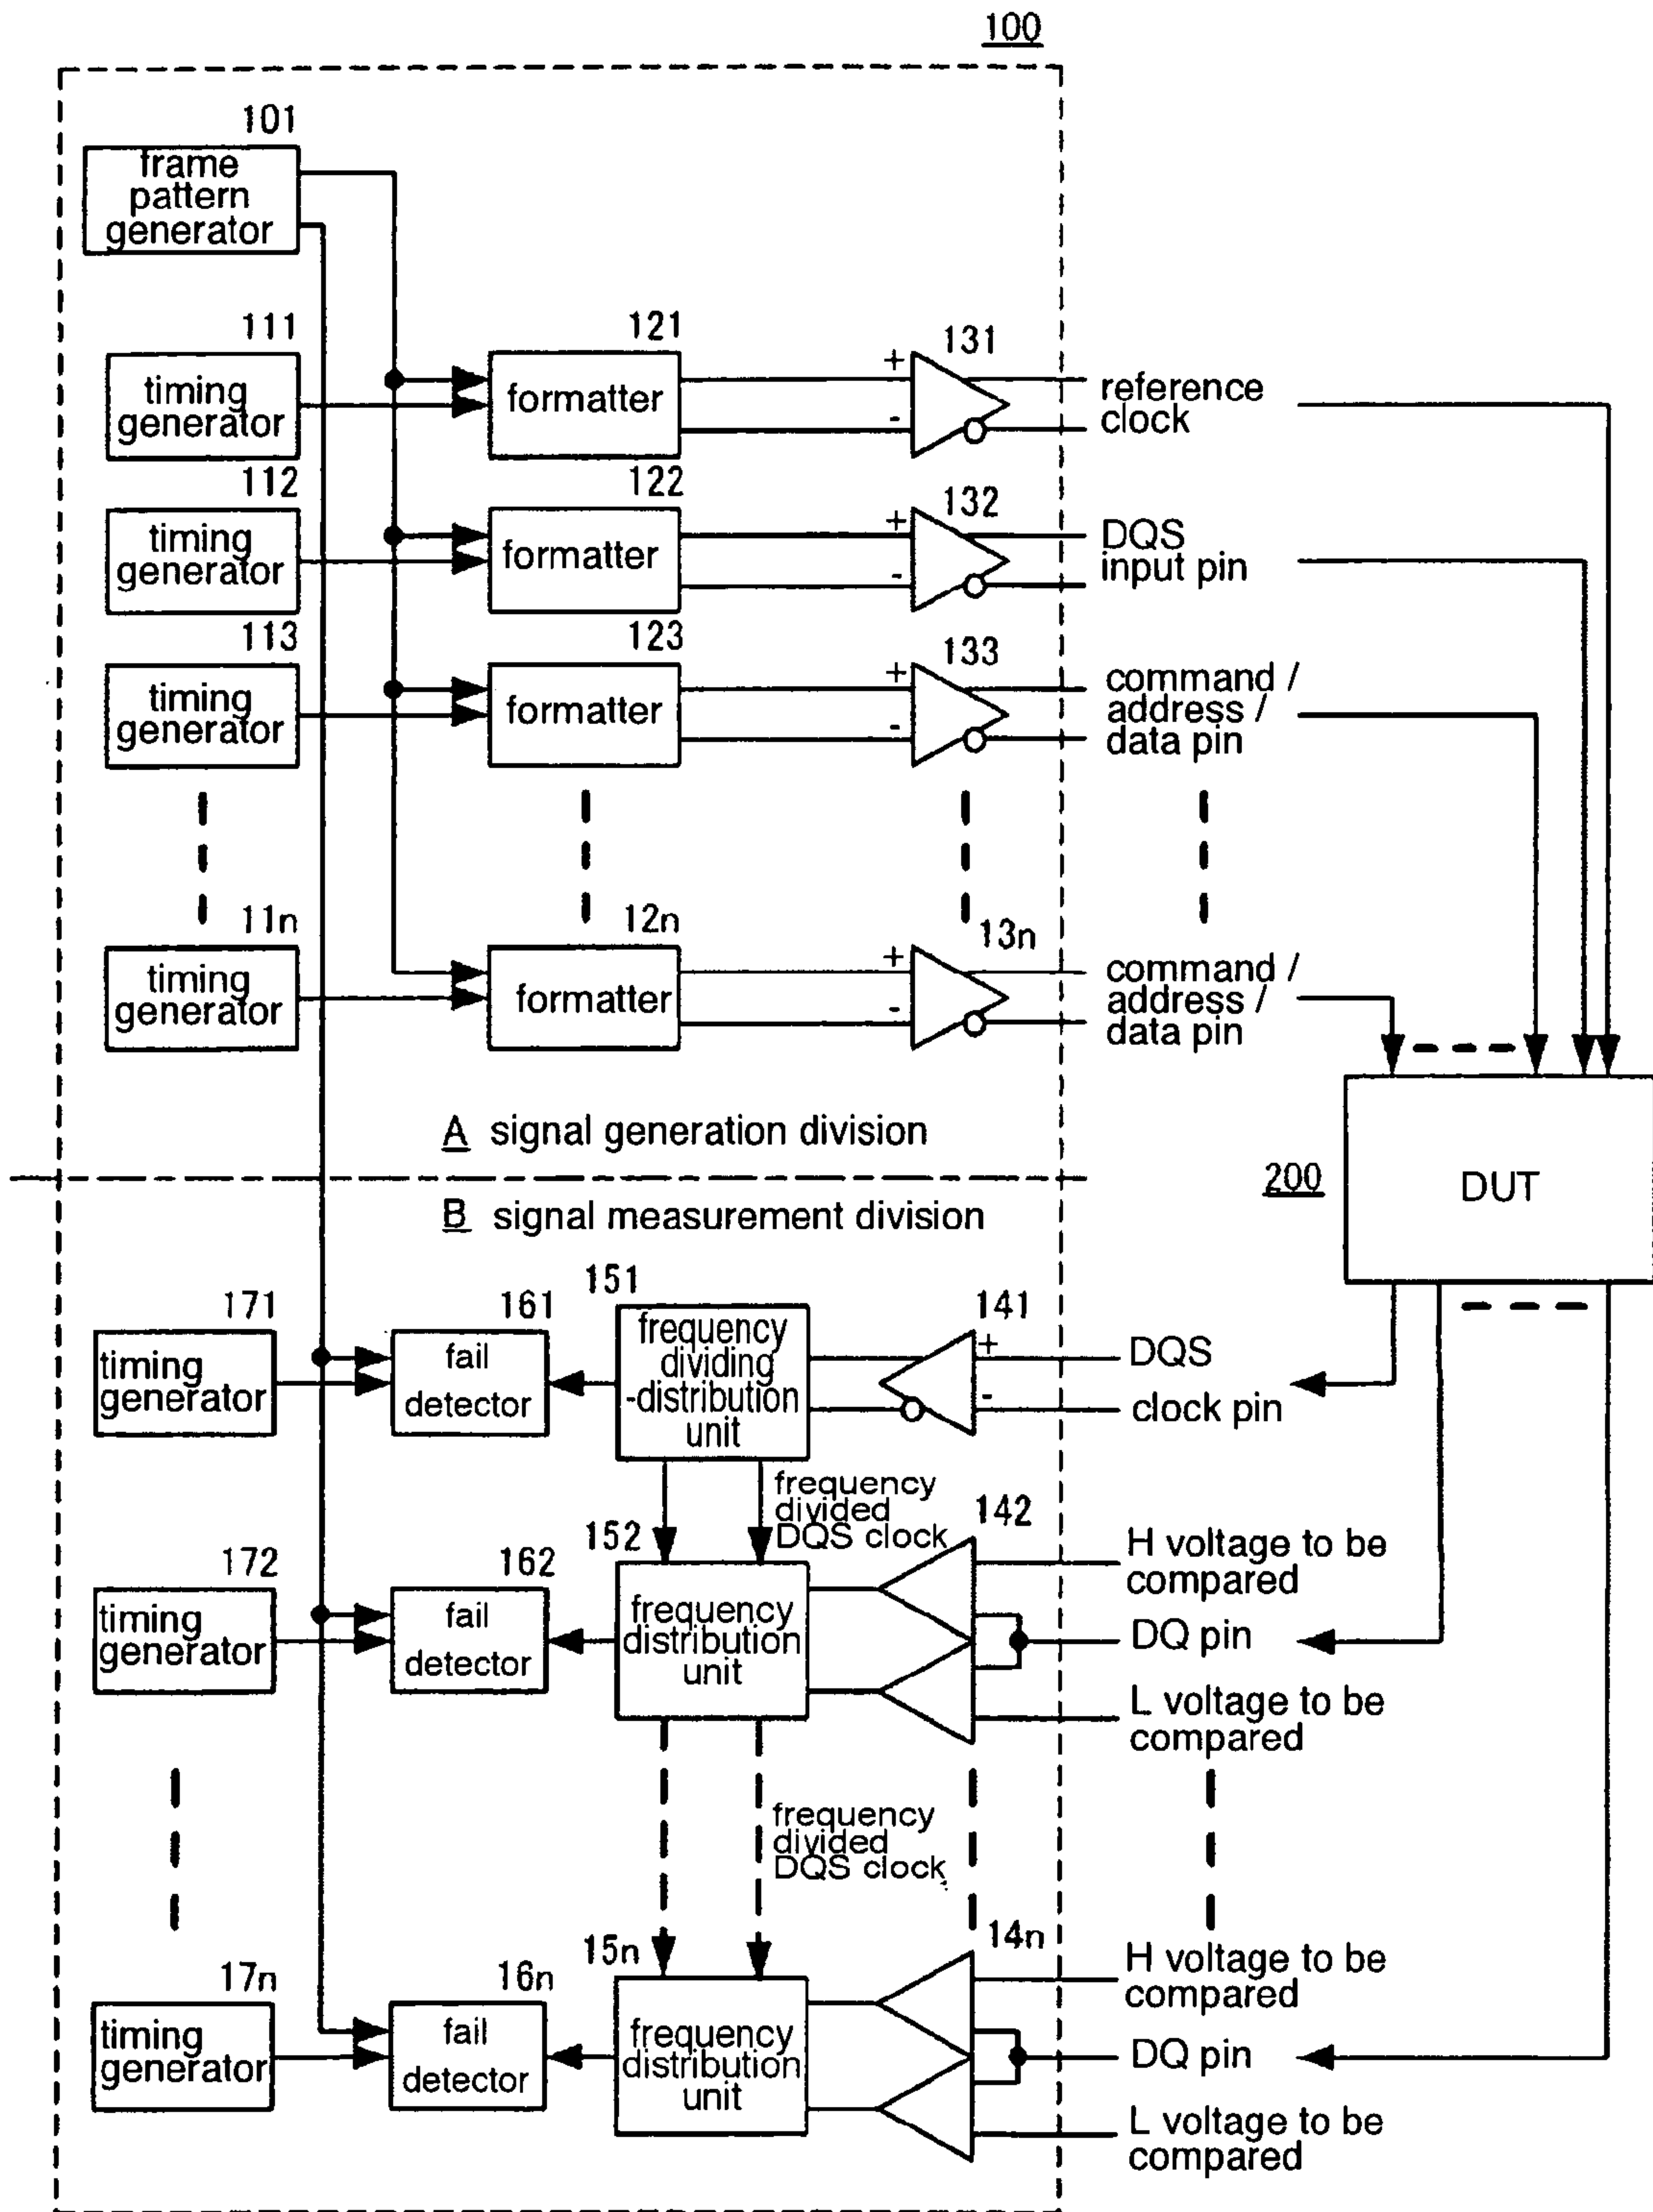 100
101
frame
pattern
generator
111
121
131
timing
generator
formatter
+
-
reference
clock
112
122
132
timing
generator
formatter
+
-
DQS
input pin
113
123
133
timing
generator
formatter
+
-
command /
address /
data pin
11n
12n
13n
timing
generator
formatter
+
-
command /
address /
data pin
A signal generation division
200
DUT
B signal measurement division
171
161
151
141
timing
generator
fail
detector
frequency
dividing
-distribution
unit
+
-
DQS
clock pin
frequency
divided
DQS clock
172
162
152
142
timing
generator
fail
detector
frequency
distribution
unit
H voltage to be
compared
DQ pin
L voltage to be
compared
frequency
divided
DQS clock
17n
16n
15n
14n
timing
generator
fail
detector
frequency
distribution
unit
H voltage to be
compared
DQ pin
L voltage to be
compared